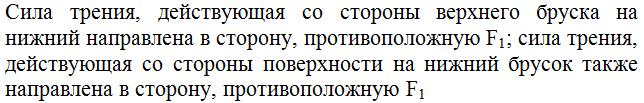 Сила трения, действующая со стороны верхнего бруска на
нижний направлена в сторону, противоположную F₁; сила трения,
действующая со стороны поверхности на нижний брусок также
направлена в сторону, противоположную F₁